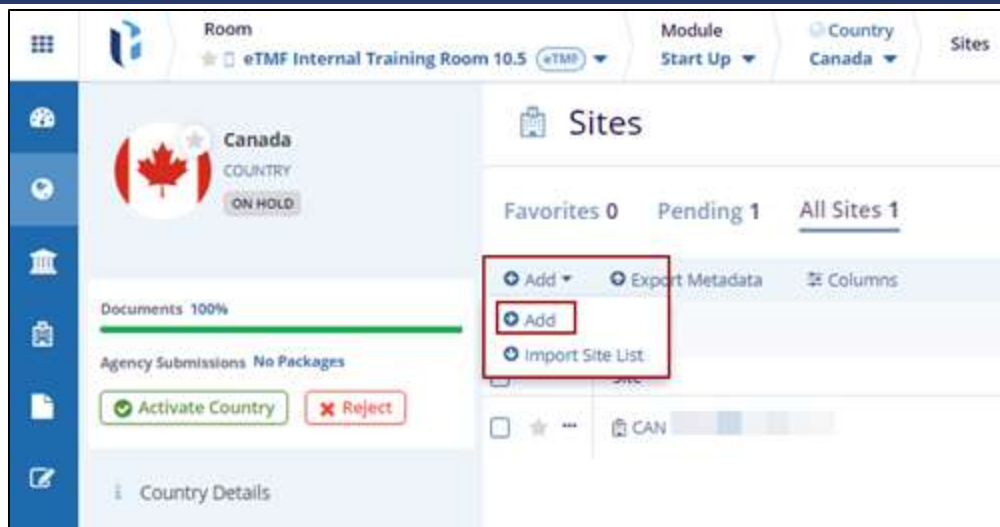 Room
Module
Country
Sites
eTMF Internal Training Room 10.5 eTMF
Start Up
Canada
Canada
COUNTRY
ON HOLD
Sites
Favorites 0
Pending 1
All Sites 1
Add
Export Metadata
Columns
Add
Import Site List
Site
Documents 100%
Agency Submissions No Packages
Activate Country
Reject
CAN
Country Details